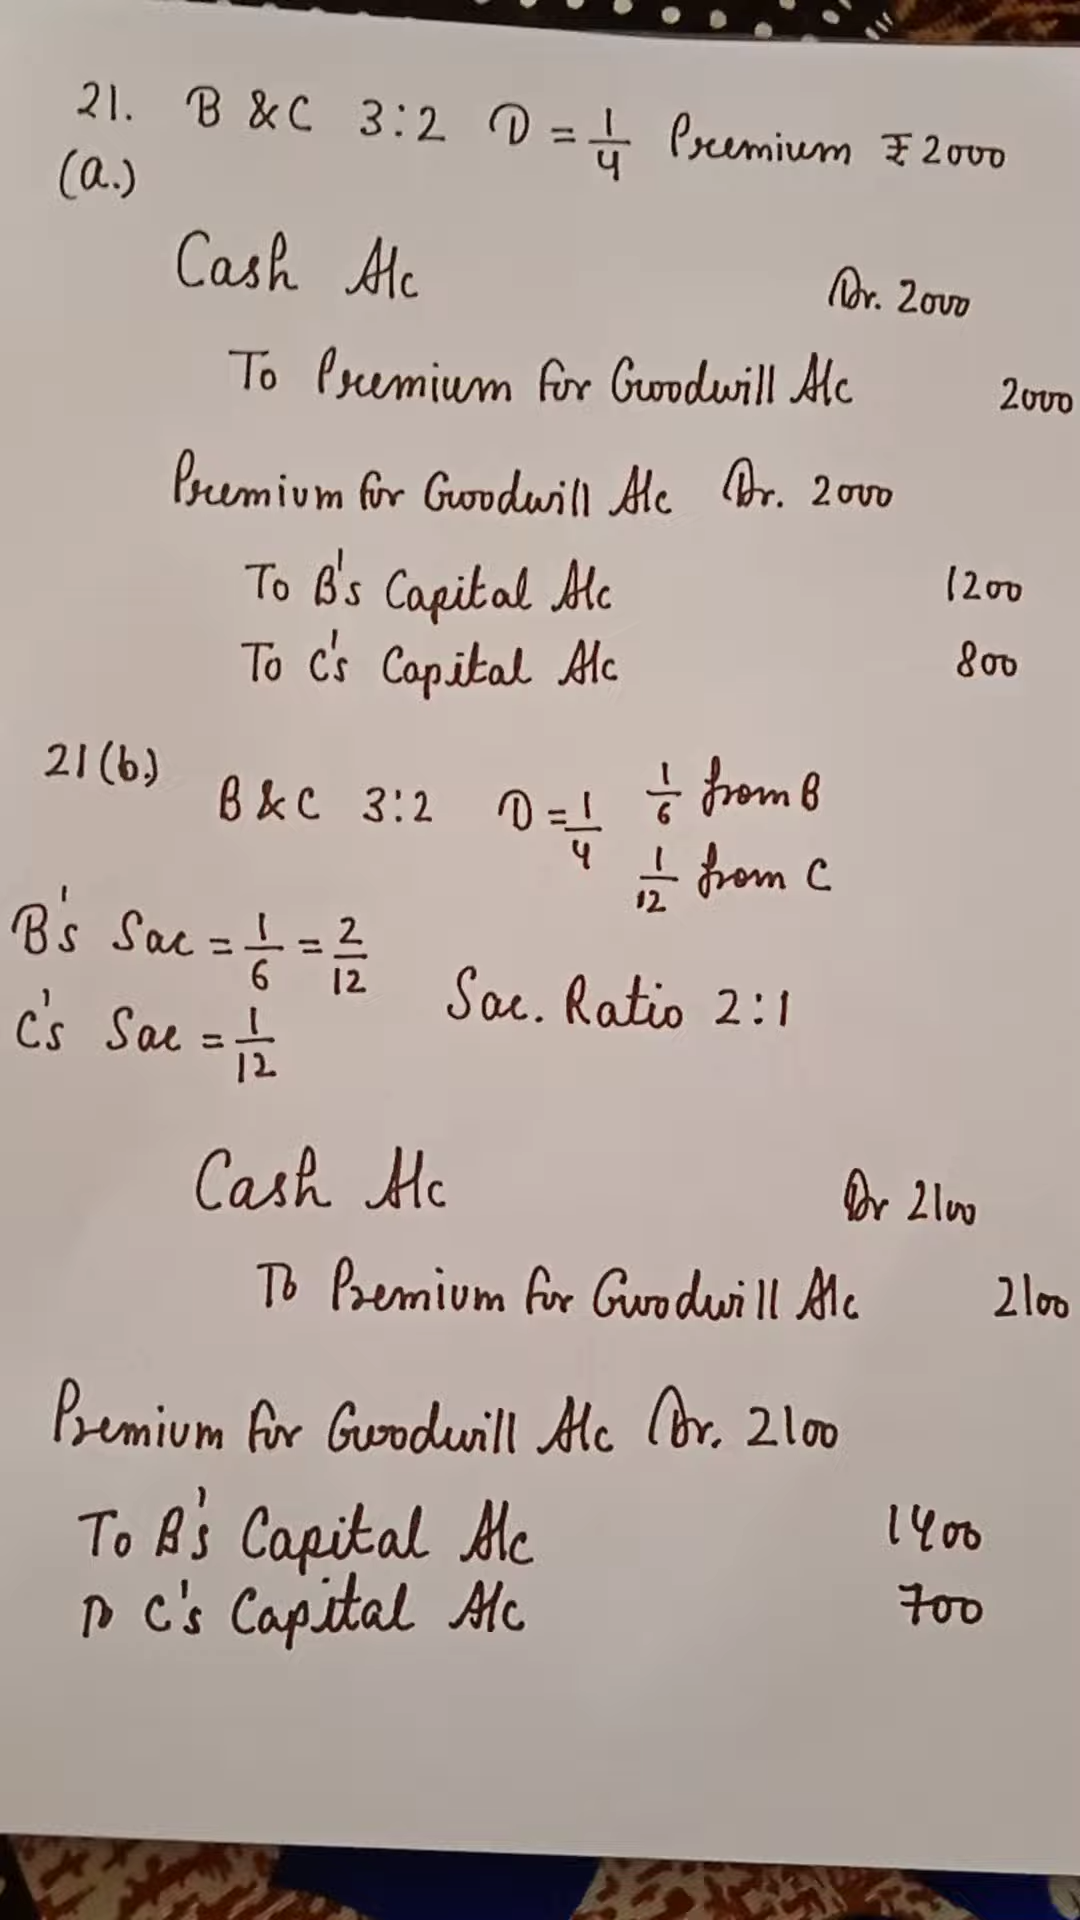 21. B & C 3:2 D = 1/4 Premium ₹2000
(a.)
Cash A/c Dr. 2000
To Premium for Goodwill A/c 2000
Premium for Goodwill A/c Dr. 2000
To B's Capital A/c 1200
To C's Capital A/c 800
21(b.)
B & C 3:2 D = 1/4 1/6 from B
1/12 from C
B's Sac = 1/6 = 2/12
C's Sac = 1/12
Sac. Ratio 2:1
Cash A/c Dr 2100
To Premium for Goodwill A/c 2100
Premium for Goodwill A/c Dr. 2100
To B's Capital A/c 1400
To C's Capital A/c 700